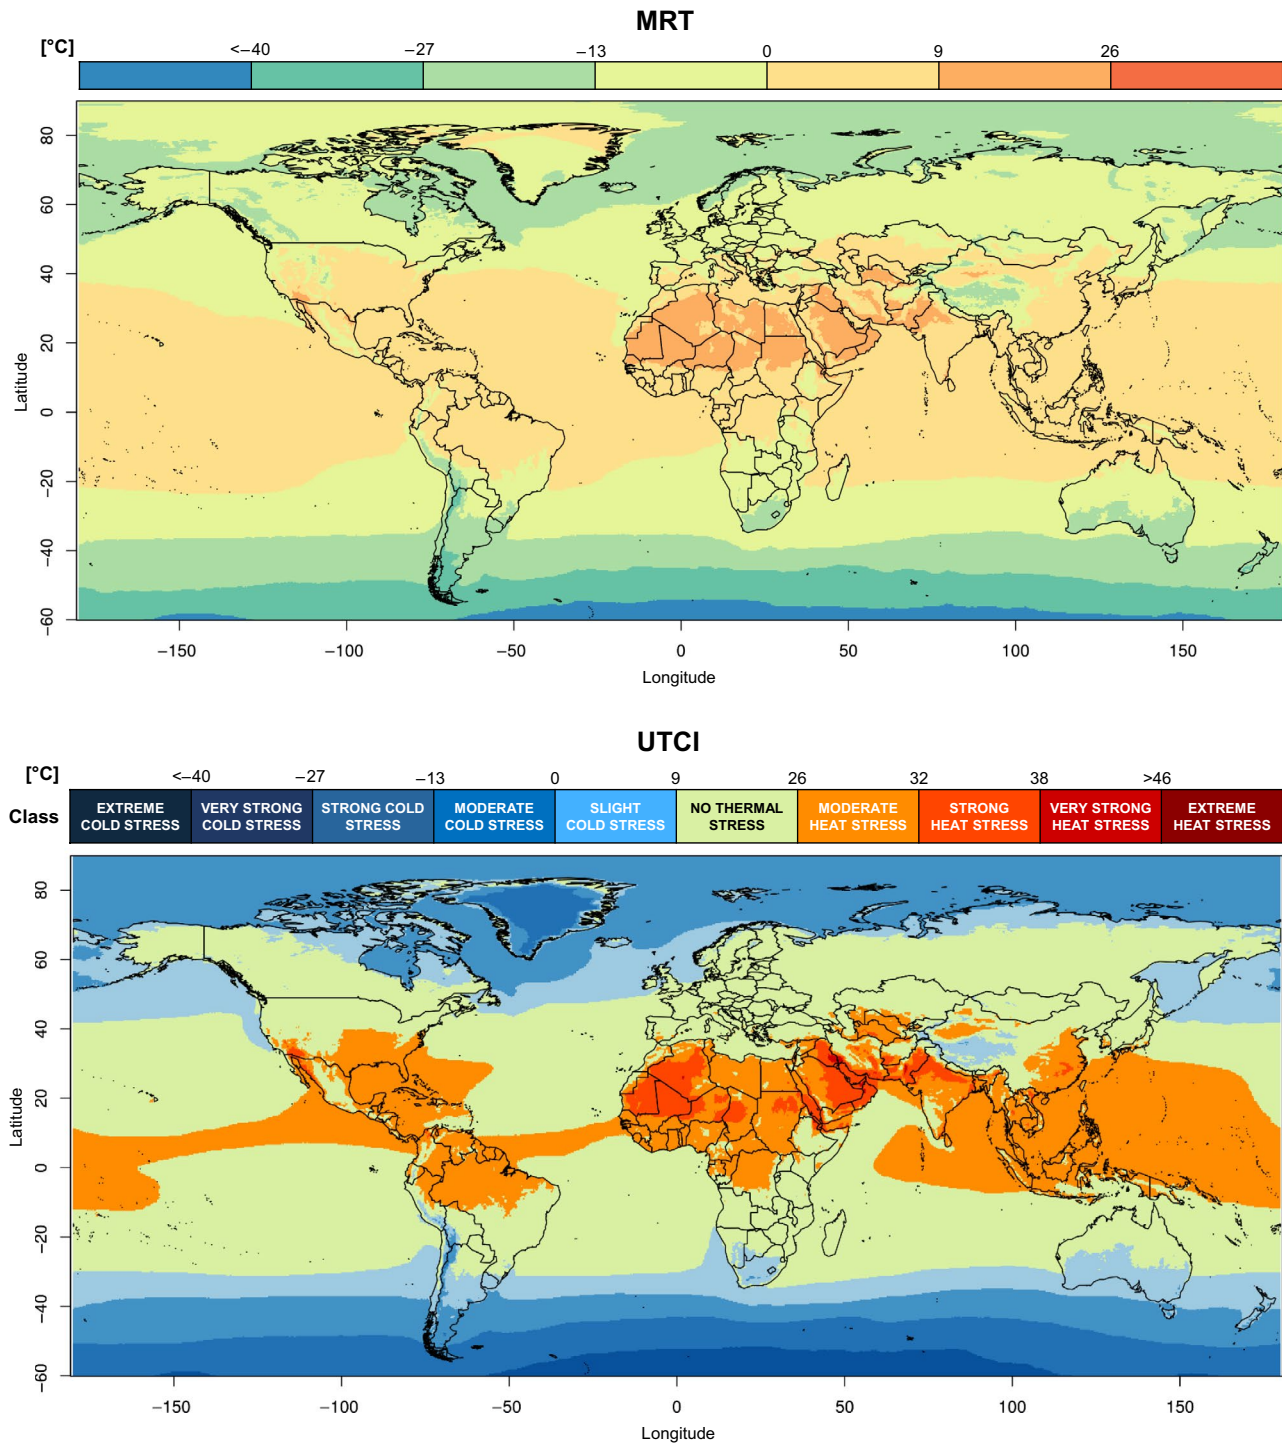 MRT
[°C]
<–40 –27 –13 0 9 26
80
60
40
20
0
–20
–40
–60
Latitude
–150 –100 –50 0 50 100 150
Longitude
UTCI
[°C]
<–40 –27 –13 0 9 26 32 38 >46
Class
EXTREME COLD STRESS
VERY STRONG COLD STRESS
STRONG COLD STRESS
MODERATE COLD STRESS
SLIGHT COLD STRESS
NO THERMAL STRESS
MODERATE HEAT STRESS
STRONG HEAT STRESS
VERY STRONG HEAT STRESS
EXTREME HEAT STRESS
80
60
40
20
0
–20
–40
–60
Latitude
–150 –100 –50 0 50 100 150
Longitude